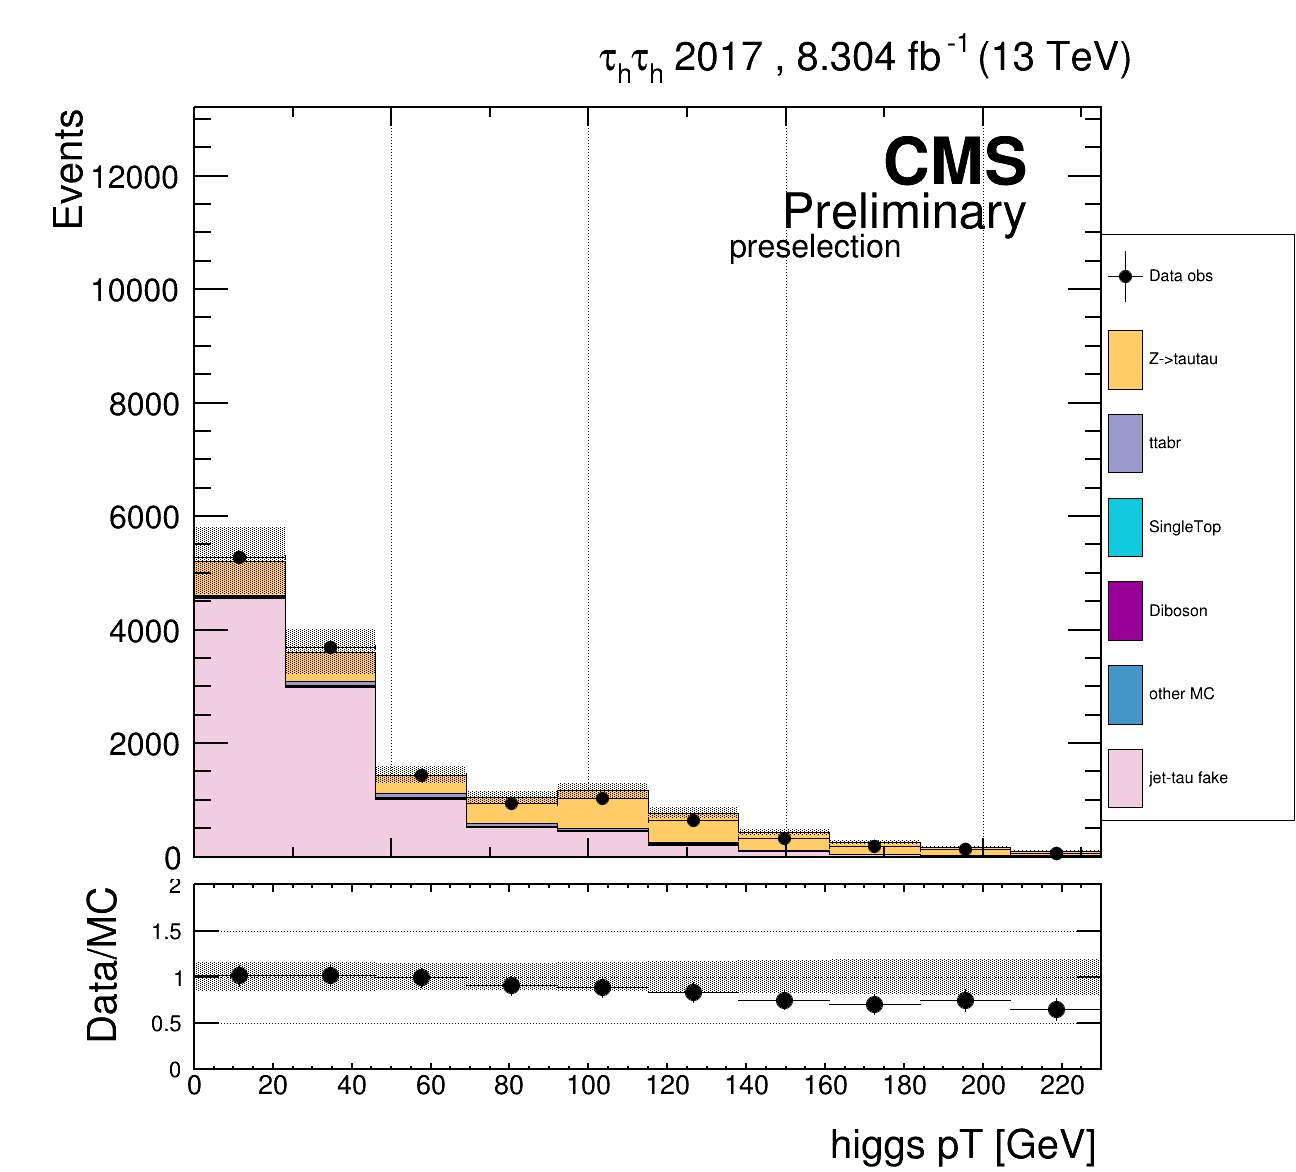 τhτh 2017 , 8.304 fb-1 (13 TeV)
Events
12000
10000
8000
6000
4000
2000
0
CMS
Preliminary
preselection
Data obs
Z->tautau
ttabr
SingleTop
Diboson
other MC
jet-tau fake
Data/MC
2
1.5
1
0.5
0
0 20 40 60 80 100 120 140 160 180 200 220
higgs pT [GeV]